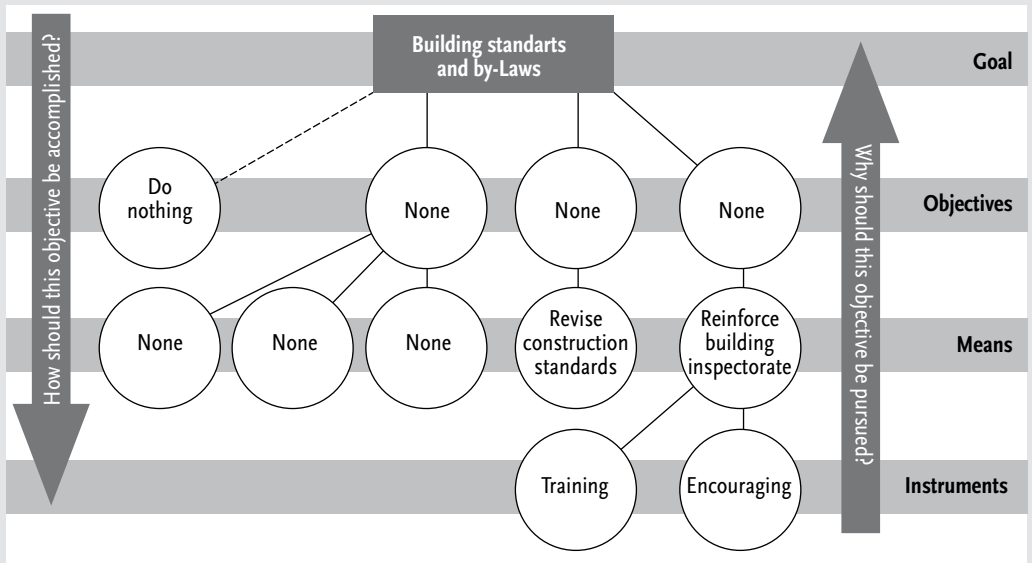 How should this objective be accomplished?
Building standarts
and by-Laws
Goal
Why should this objective be pursued?
Do
nothing
None
None
None
Objectives
None
None
None
Revise
construction
standards
Reinforce
building
inspectorate
Means
Training
Encouraging
Instruments